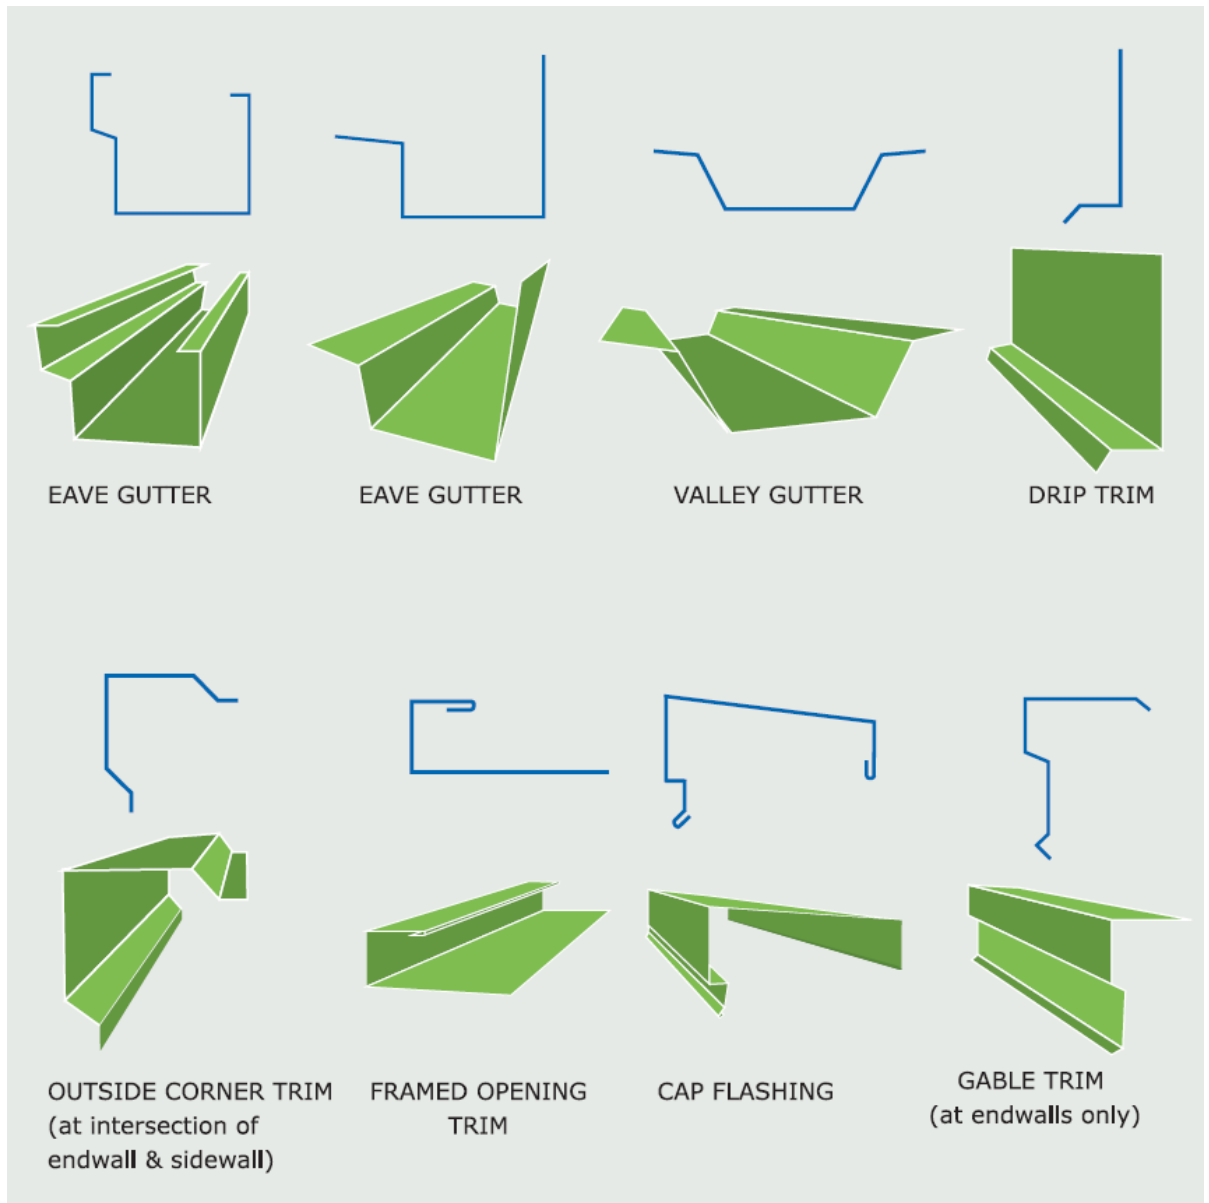 EAVE GUTTER
EAVE GUTTER
VALLEY GUTTER
DRIP TRIM
OUTSIDE CORNER TRIM
(at intersection of
endwall & sidewall)
FRAMED OPENING
TRIM
CAP FLASHING
GABLE TRIM
(at endwalls only)